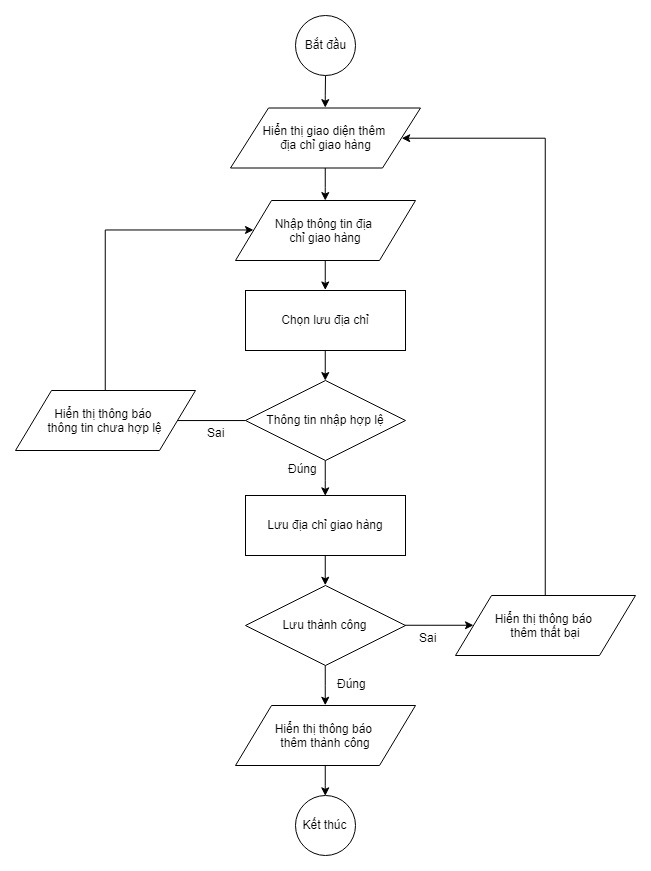 Bắt đầu
Hiển thị giao diện thêm
địa chỉ giao hàng
Nhập thông tin địa
chỉ giao hàng
Chọn lưu địa chỉ
Hiển thị thông báo
thông tin chưa hợp lệ
Sai
Thông tin nhập hợp lệ
Đúng
Lưu địa chỉ giao hàng
Lưu thành công
Sai
Hiển thị thông báo
thêm thất bại
Đúng
Hiển thị thông báo
thêm thành công
Kết thúc